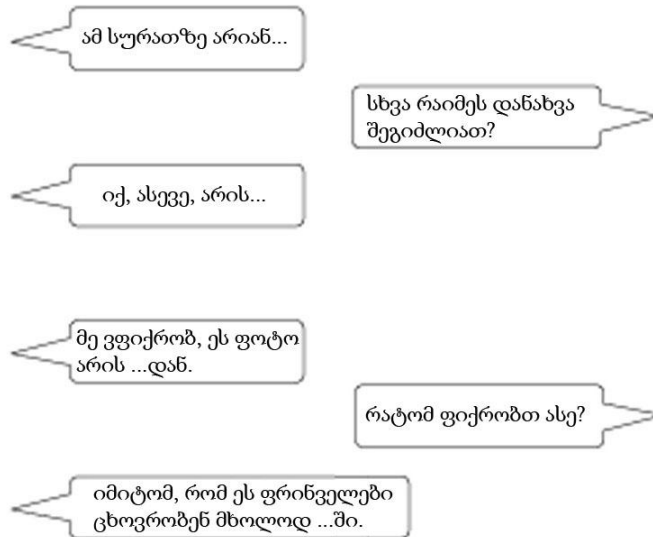 ამ სურათზე არიან...
სხვა რაიმეს დანახვა
შეგიძლიათ?
იქ, ასევე, არის...
მე ვფიქრობ, ეს ფოტო
არის ...დან.
რატომ ფიქრობთ ასე?
იმიტომ, რომ ეს ფრინველები
ცხოვრობენ მხოლოდ ...ში.